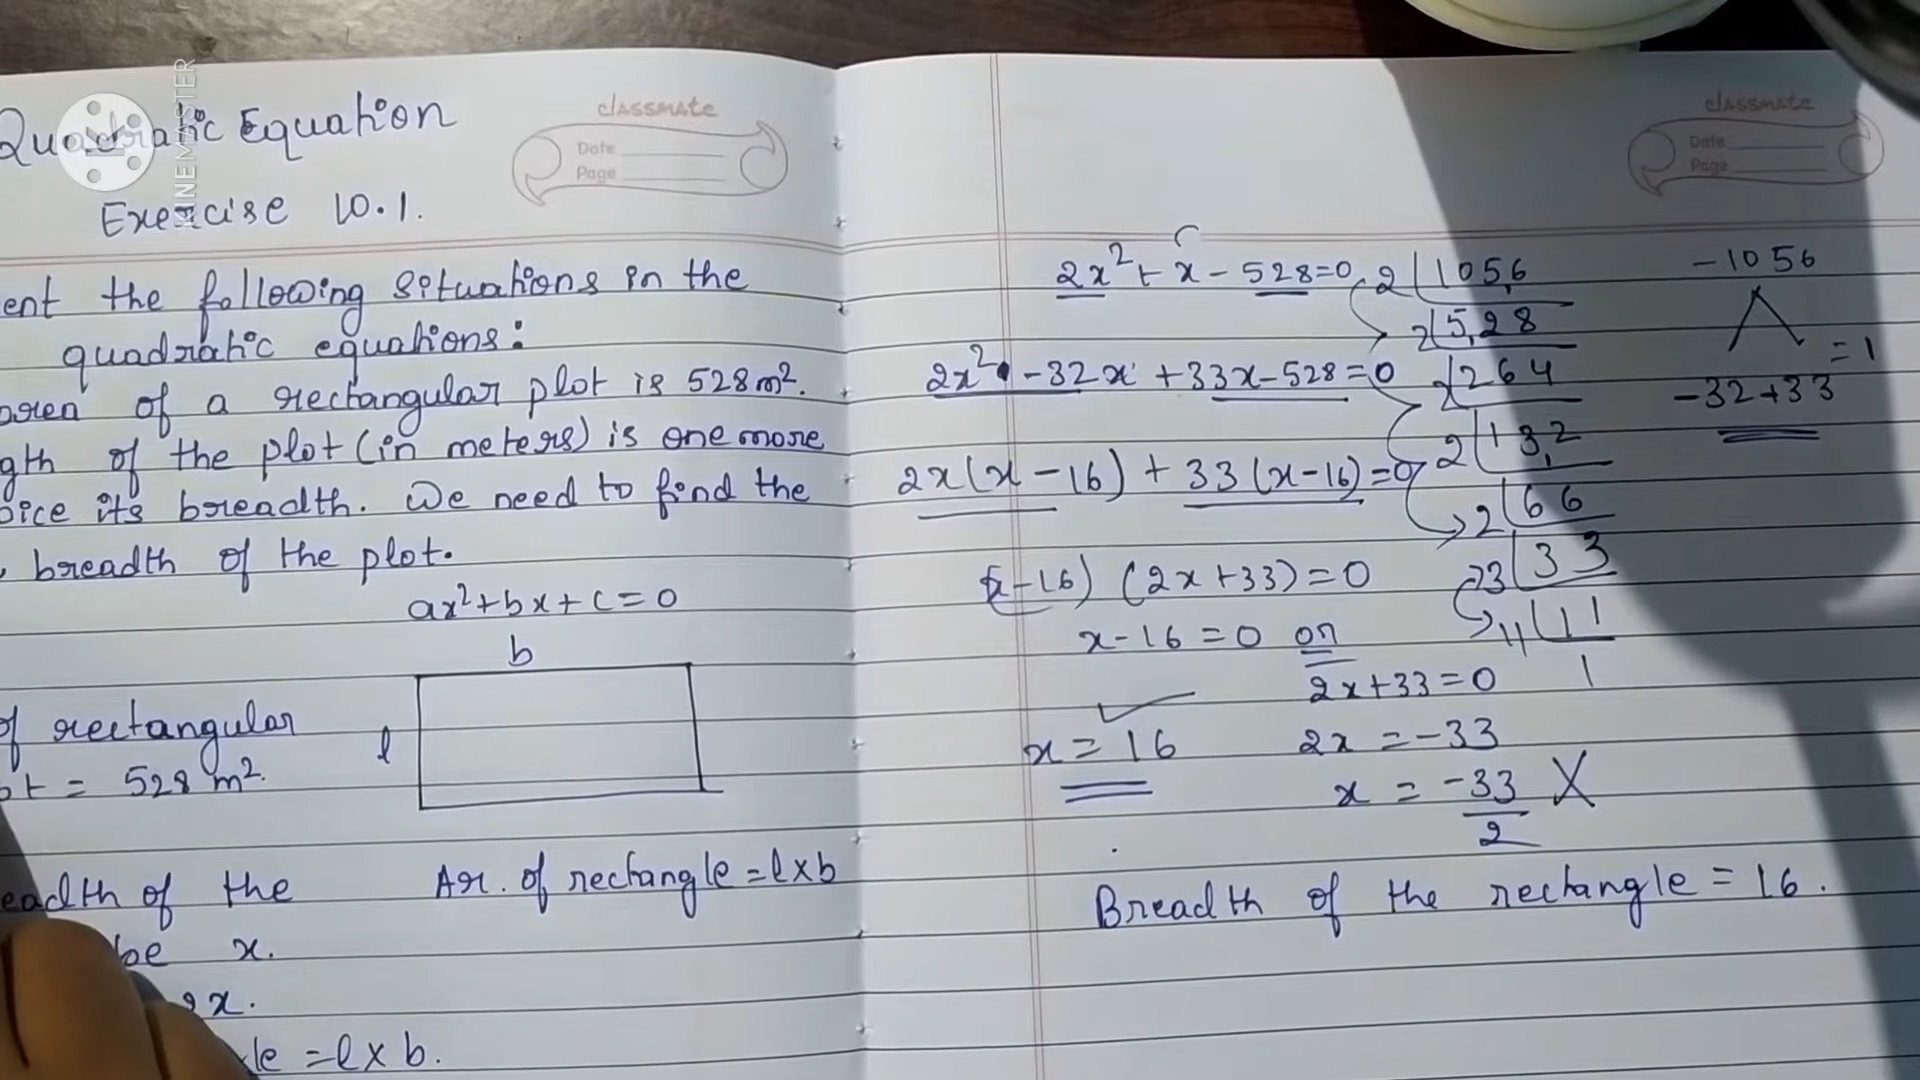 Quadratic Equation
Exercise 10.1.
ent the following situations in the
quadratic equations:
area of a rectangular plot is 528m².
gth of the plot (in meters) is one more
oice its breadth. We need to find the
breadth of the plot.
ax²+bx+c=0
b
of rectangular
l
ot = 528 m².
eadth of the
Ar. of rectangle = l×b
be x.
2x.
le = l×b.
KINEMASTER
classmate
Date
Page
classmate
Date
Page
2x²+x-528=0
2x²-32x+33x-528=0
2x(x-16)+33(x-16)=0
(x-16) (2x+33)=0
x-16=0 or
2x+33=0
x=16
2x=-33
x = -33/2 X
Breadth of the rectangle = 16.
2 | 1056
2 | 528
2 | 264
2 | 132
2 | 66
3 | 33
11 | 11
1
-1056
-32+33 = 1